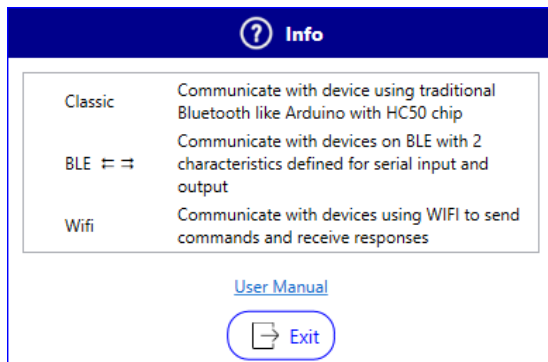 Info
Classic
Communicate with device using traditional
Bluetooth like Arduino with HC50 chip
BLE ⇇ ⇉
Communicate with devices on BLE with 2
characteristics defined for serial input and
output
Wifi
Communicate with devices using WIFI to send
commands and receive responses
User Manual
Exit